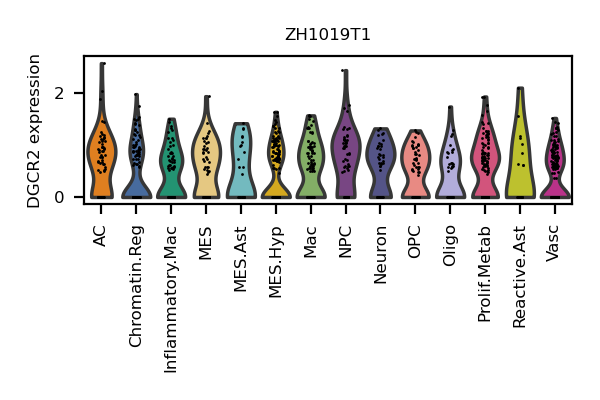 ZH1019T1
DGCR2 expression
2
0
AC
Chromatin.Reg
Inflammatory.Mac
MES
MES.Ast
MES.Hyp
Mac
NPC
Neuron
OPC
Oligo
Prolif.Metab
Reactive.Ast
Vasc